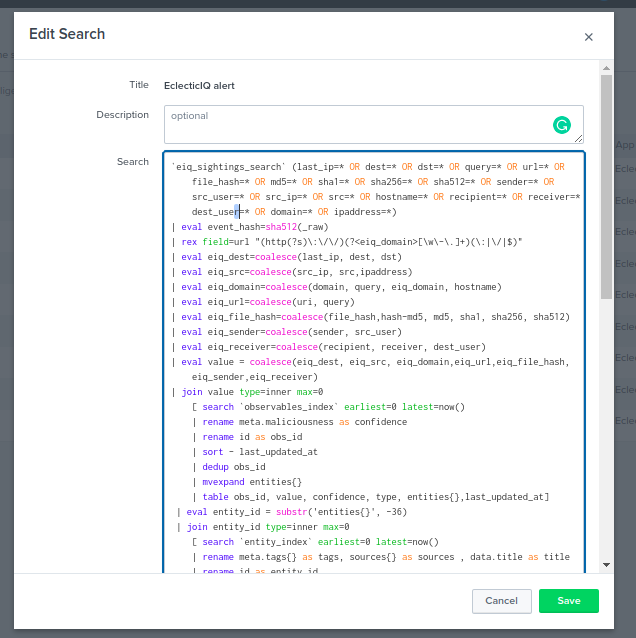 Edit Search
×
Title
EclecticIQ alert
Description
optional
Search
`eiq_sightings_search` (last_ip=* OR dest=* OR dst=* OR query=* OR url=* OR
file_hash=* OR md5=* OR sha1=* OR sha256=* OR sha512=* OR sender=* OR
src_user=* OR src_ip=* OR src=* OR hostname=* OR recipient=* OR receiver=*
dest_user=* OR domain=* OR ipaddress=*)
| eval event_hash=sha512(_raw)
| rex field=url "(http(?s)\:\/\/)(?<eiq_domain>[\w\-\.]+)(\:|\/|$)"
| eval eiq_dest=coalesce(last_ip, dest, dst)
| eval eiq_src=coalesce(src_ip, src,ipaddress)
| eval eiq_domain=coalesce(domain, query, eiq_domain, hostname)
| eval eiq_url=coalesce(uri, query)
| eval eiq_file_hash=coalesce(file_hash,hash-md5, md5, sha1, sha256, sha512)
| eval eiq_sender=coalesce(sender, src_user)
| eval eiq_receiver=coalesce(recipient, receiver, dest_user)
| eval value = coalesce(eiq_dest, eiq_src, eiq_domain,eiq_url,eiq_file_hash,
eiq_sender,eiq_receiver)
| join value type=inner max=0
[ search `observables_index` earliest=0 latest=now()
| rename meta.maliciousness as confidence
| rename id as obs_id
| sort - last_updated_at
| dedup obs_id
| mvexpand entities{}
| table obs_id, value, confidence, type, entities{},last_updated_at]
| eval entity_id = substr('entities{}', -36)
| join entity_id type=inner max=0
[ search `entity_index` earliest=0 latest=now()
| rename meta.tags{} as tags, sources{} as sources , data.title as title
| rename id as entity_id
Cancel
Save
App